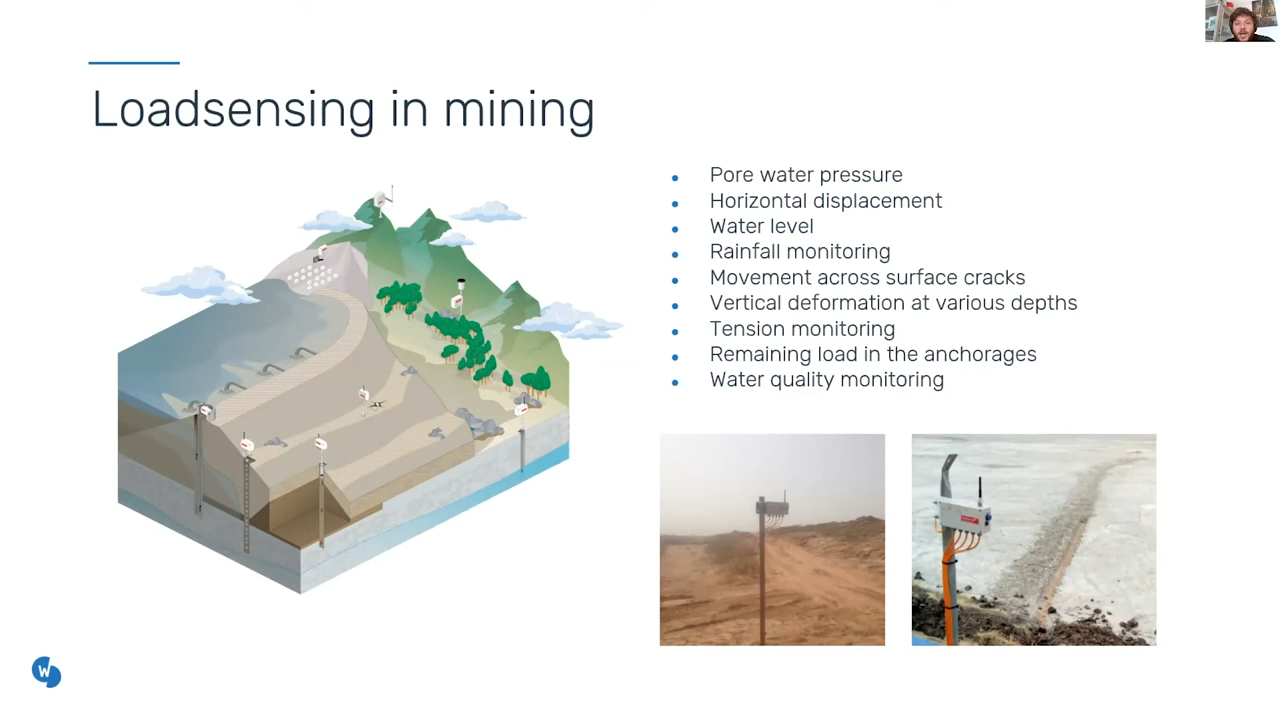 Loadsensing in mining
Pore water pressure
Horizontal displacement
Water level
Rainfall monitoring
Movement across surface cracks
Vertical deformation at various depths
Tension monitoring
Remaining load in the anchorages
Water quality monitoring
W